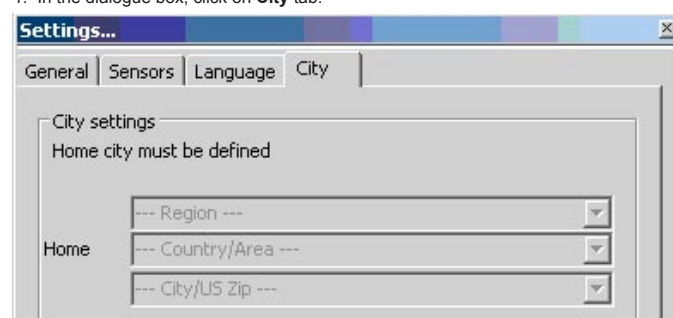 1. In the dialogue box, click on City tab.
Settings...
General Sensors Language City
City settings
Home city must be defined
--- Region ---
Home --- Country/Area ---
--- City/US Zip ---